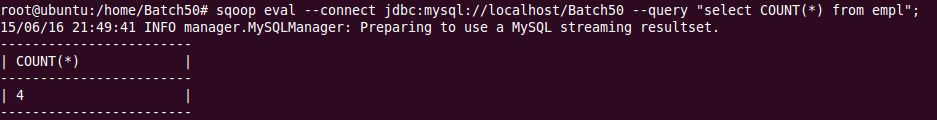 root@ubuntu:/home/Batch50# sqoop eval --connect jdbc:mysql://localhost/Batch50 --query "select COUNT(*) from empl";
15/06/16 21:49:41 INFO manager.MySQLManager: Preparing to use a MySQL streaming resultset.
------------------------
| COUNT(*)             |
------------------------
| 4                    |
------------------------